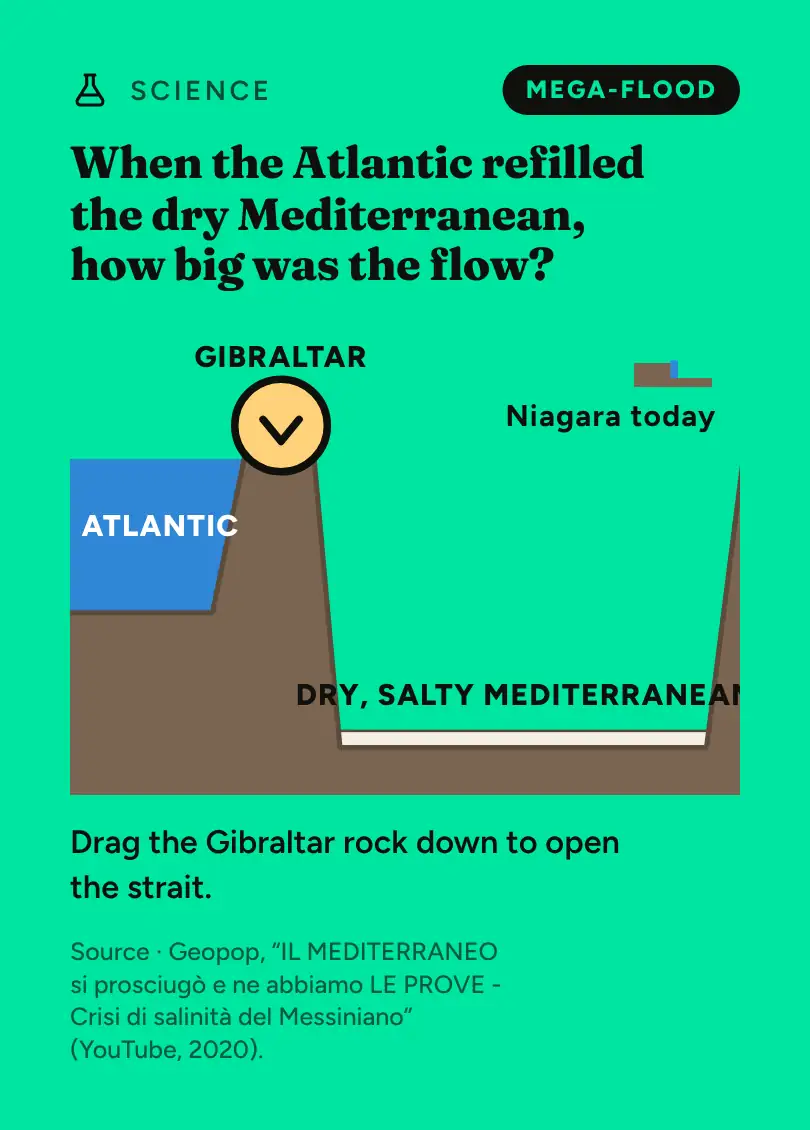 SCIENCE
MEGA-FLOOD
When the Atlantic refilled
the dry Mediterranean,
how big was the flow?
GIBRALTAR
Niagara today
ATLANTIC
DRY, SALTY MEDITERRANEAN
Drag the Gibraltar rock down to open
the strait.
Source · Geopop, “IL MEDITERRANEO
si prosciugò e ne abbiamo LE PROVE -
Crisi di salinità del Messiniano”
(YouTube, 2020).